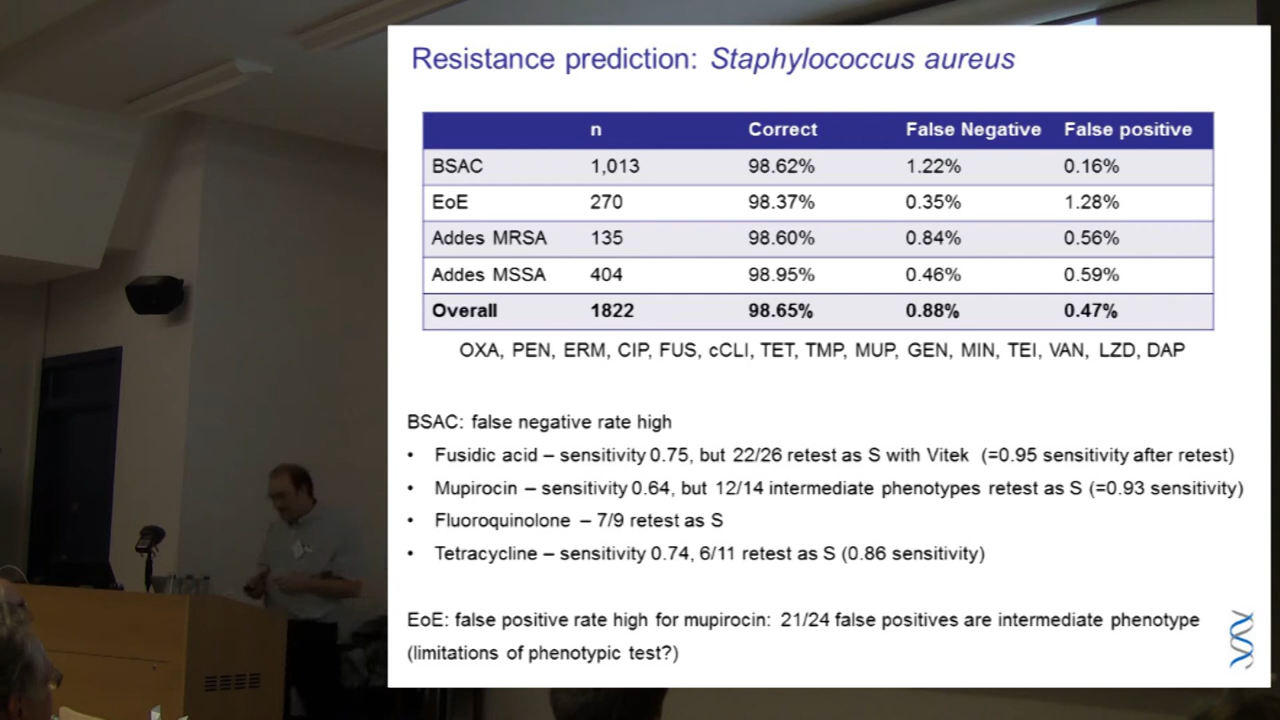 Resistance prediction: Staphylococcus aureus
n Correct False Negative False positive
BSAC 1,013 98.62% 1.22% 0.16%
EoE 270 98.37% 0.35% 1.28%
Addes MRSA 135 98.60% 0.84% 0.56%
Addes MSSA 404 98.95% 0.46% 0.59%
Overall 1822 98.65% 0.88% 0.47%
OXA, PEN, ERM, CIP, FUS, cCLI, TET, TMP, MUP, GEN, MIN, TEI, VAN, LZD, DAP
BSAC: false negative rate high
• Fusidic acid – sensitivity 0.75, but 22/26 retest as S with Vitek (=0.95 sensitivity after retest)
• Mupirocin – sensitivity 0.64, but 12/14 intermediate phenotypes retest as S (=0.93 sensitivity)
• Fluoroquinolone – 7/9 retest as S
• Tetracycline – sensitivity 0.74, 6/11 retest as S (0.86 sensitivity)
EoE: false positive rate high for mupirocin: 21/24 false positives are intermediate phenotype
(limitations of phenotypic test?)